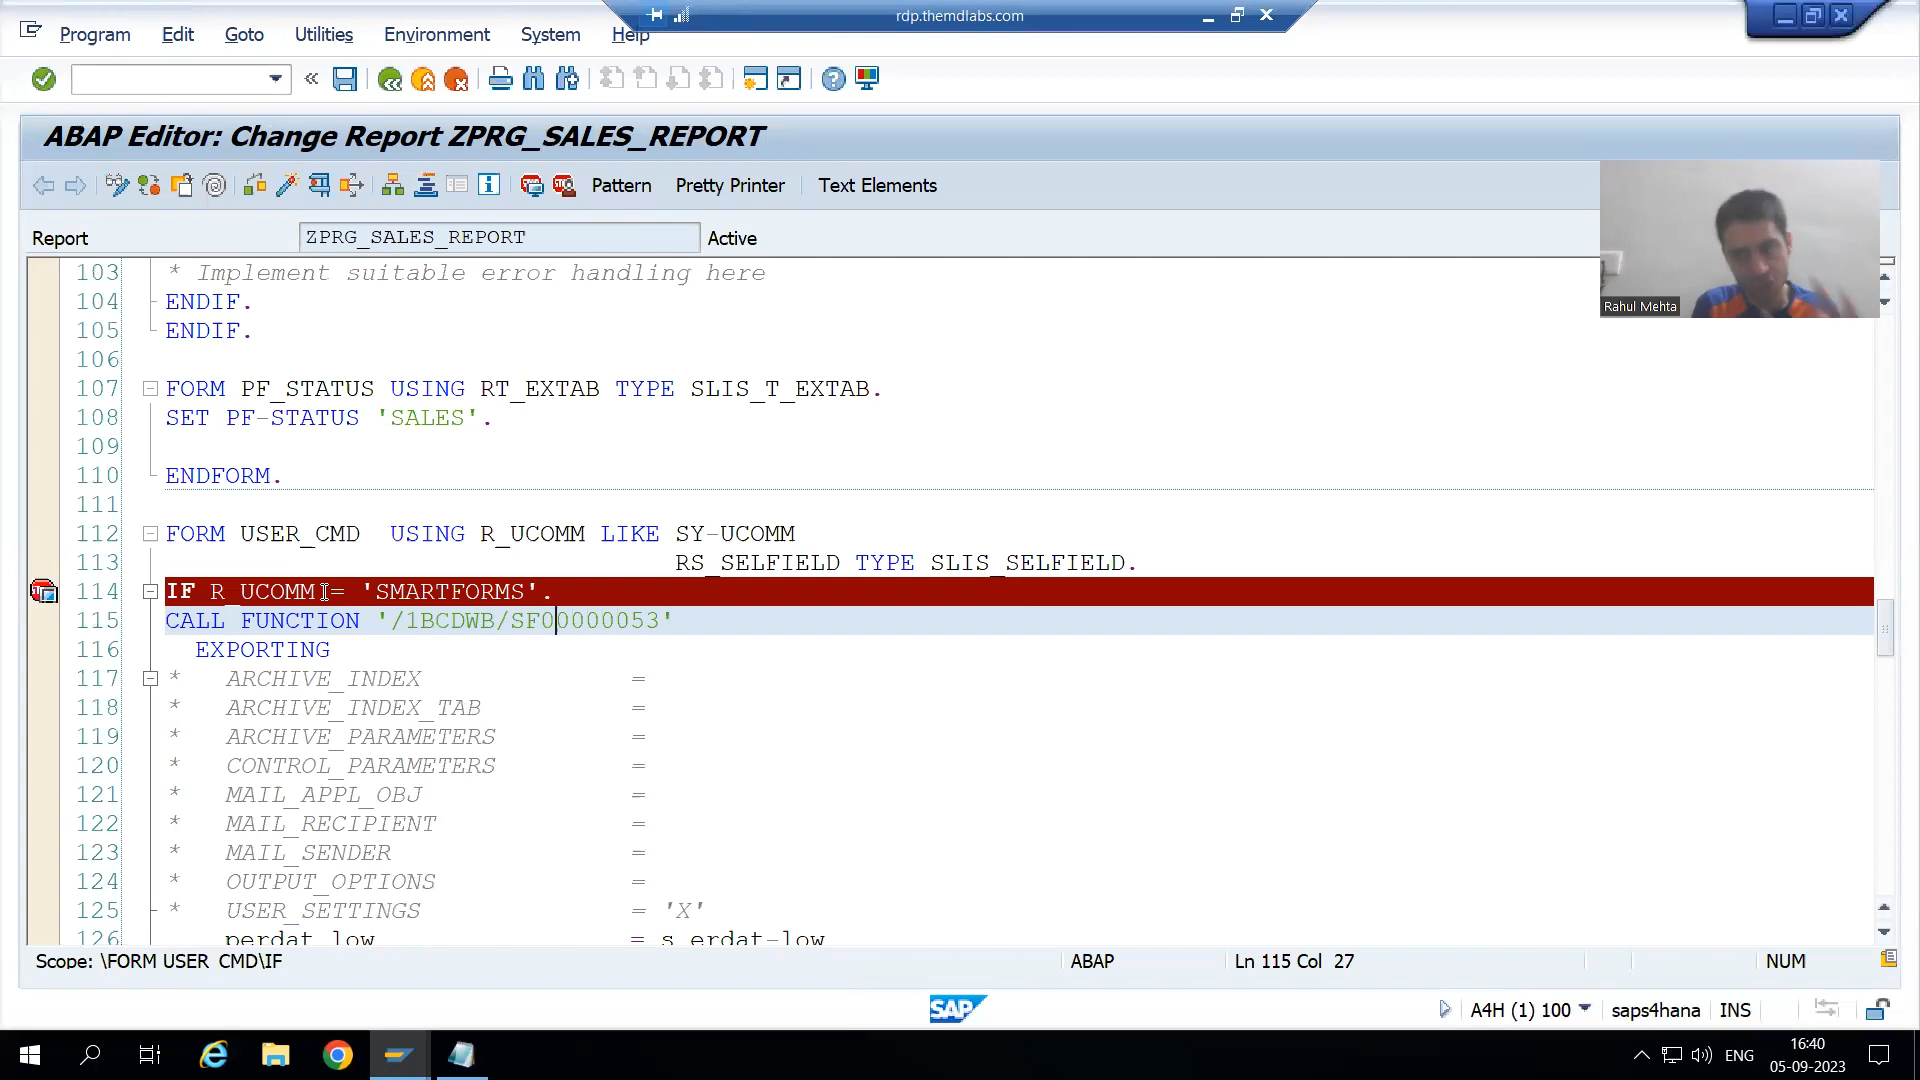 rdp.themdlabs.com
Program Edit Goto Utilities Environment System Help
ABAP Editor: Change Report ZPRG_SALES_REPORT
Pattern Pretty Printer Text Elements
Report ZPRG_SALES_REPORT Active
Rahul Mehta
103 * Implement suitable error handling here
104 ENDIF.
105 ENDIF.
106
107 FORM PF_STATUS USING RT_EXTAB TYPE SLIS_T_EXTAB.
108 SET PF-STATUS 'SALES'.
109
110 ENDFORM.
111
112 FORM USER_CMD USING R_UCOMM LIKE SY-UCOMM
113 RS_SELFIELD TYPE SLIS_SELFIELD.
114 IF R_UCOMM = 'SMARTFORMS'.
115 CALL FUNCTION '/1BCDWB/SF00000053'
116 EXPORTING
117 * ARCHIVE_INDEX =
118 * ARCHIVE_INDEX_TAB =
119 * ARCHIVE_PARAMETERS =
120 * CONTROL_PARAMETERS =
121 * MAIL_APPL_OBJ =
122 * MAIL_RECIPIENT =
123 * MAIL_SENDER =
124 * OUTPUT_OPTIONS =
125 * USER_SETTINGS = 'X'
126 perdat_low = s_erdat-low
Scope: \FORM USER_CMD\IF ABAP Ln 115 Col 27 NUM
SAP A4H (1) 100 saps4hana INS
ENG
16:40
05-09-2023